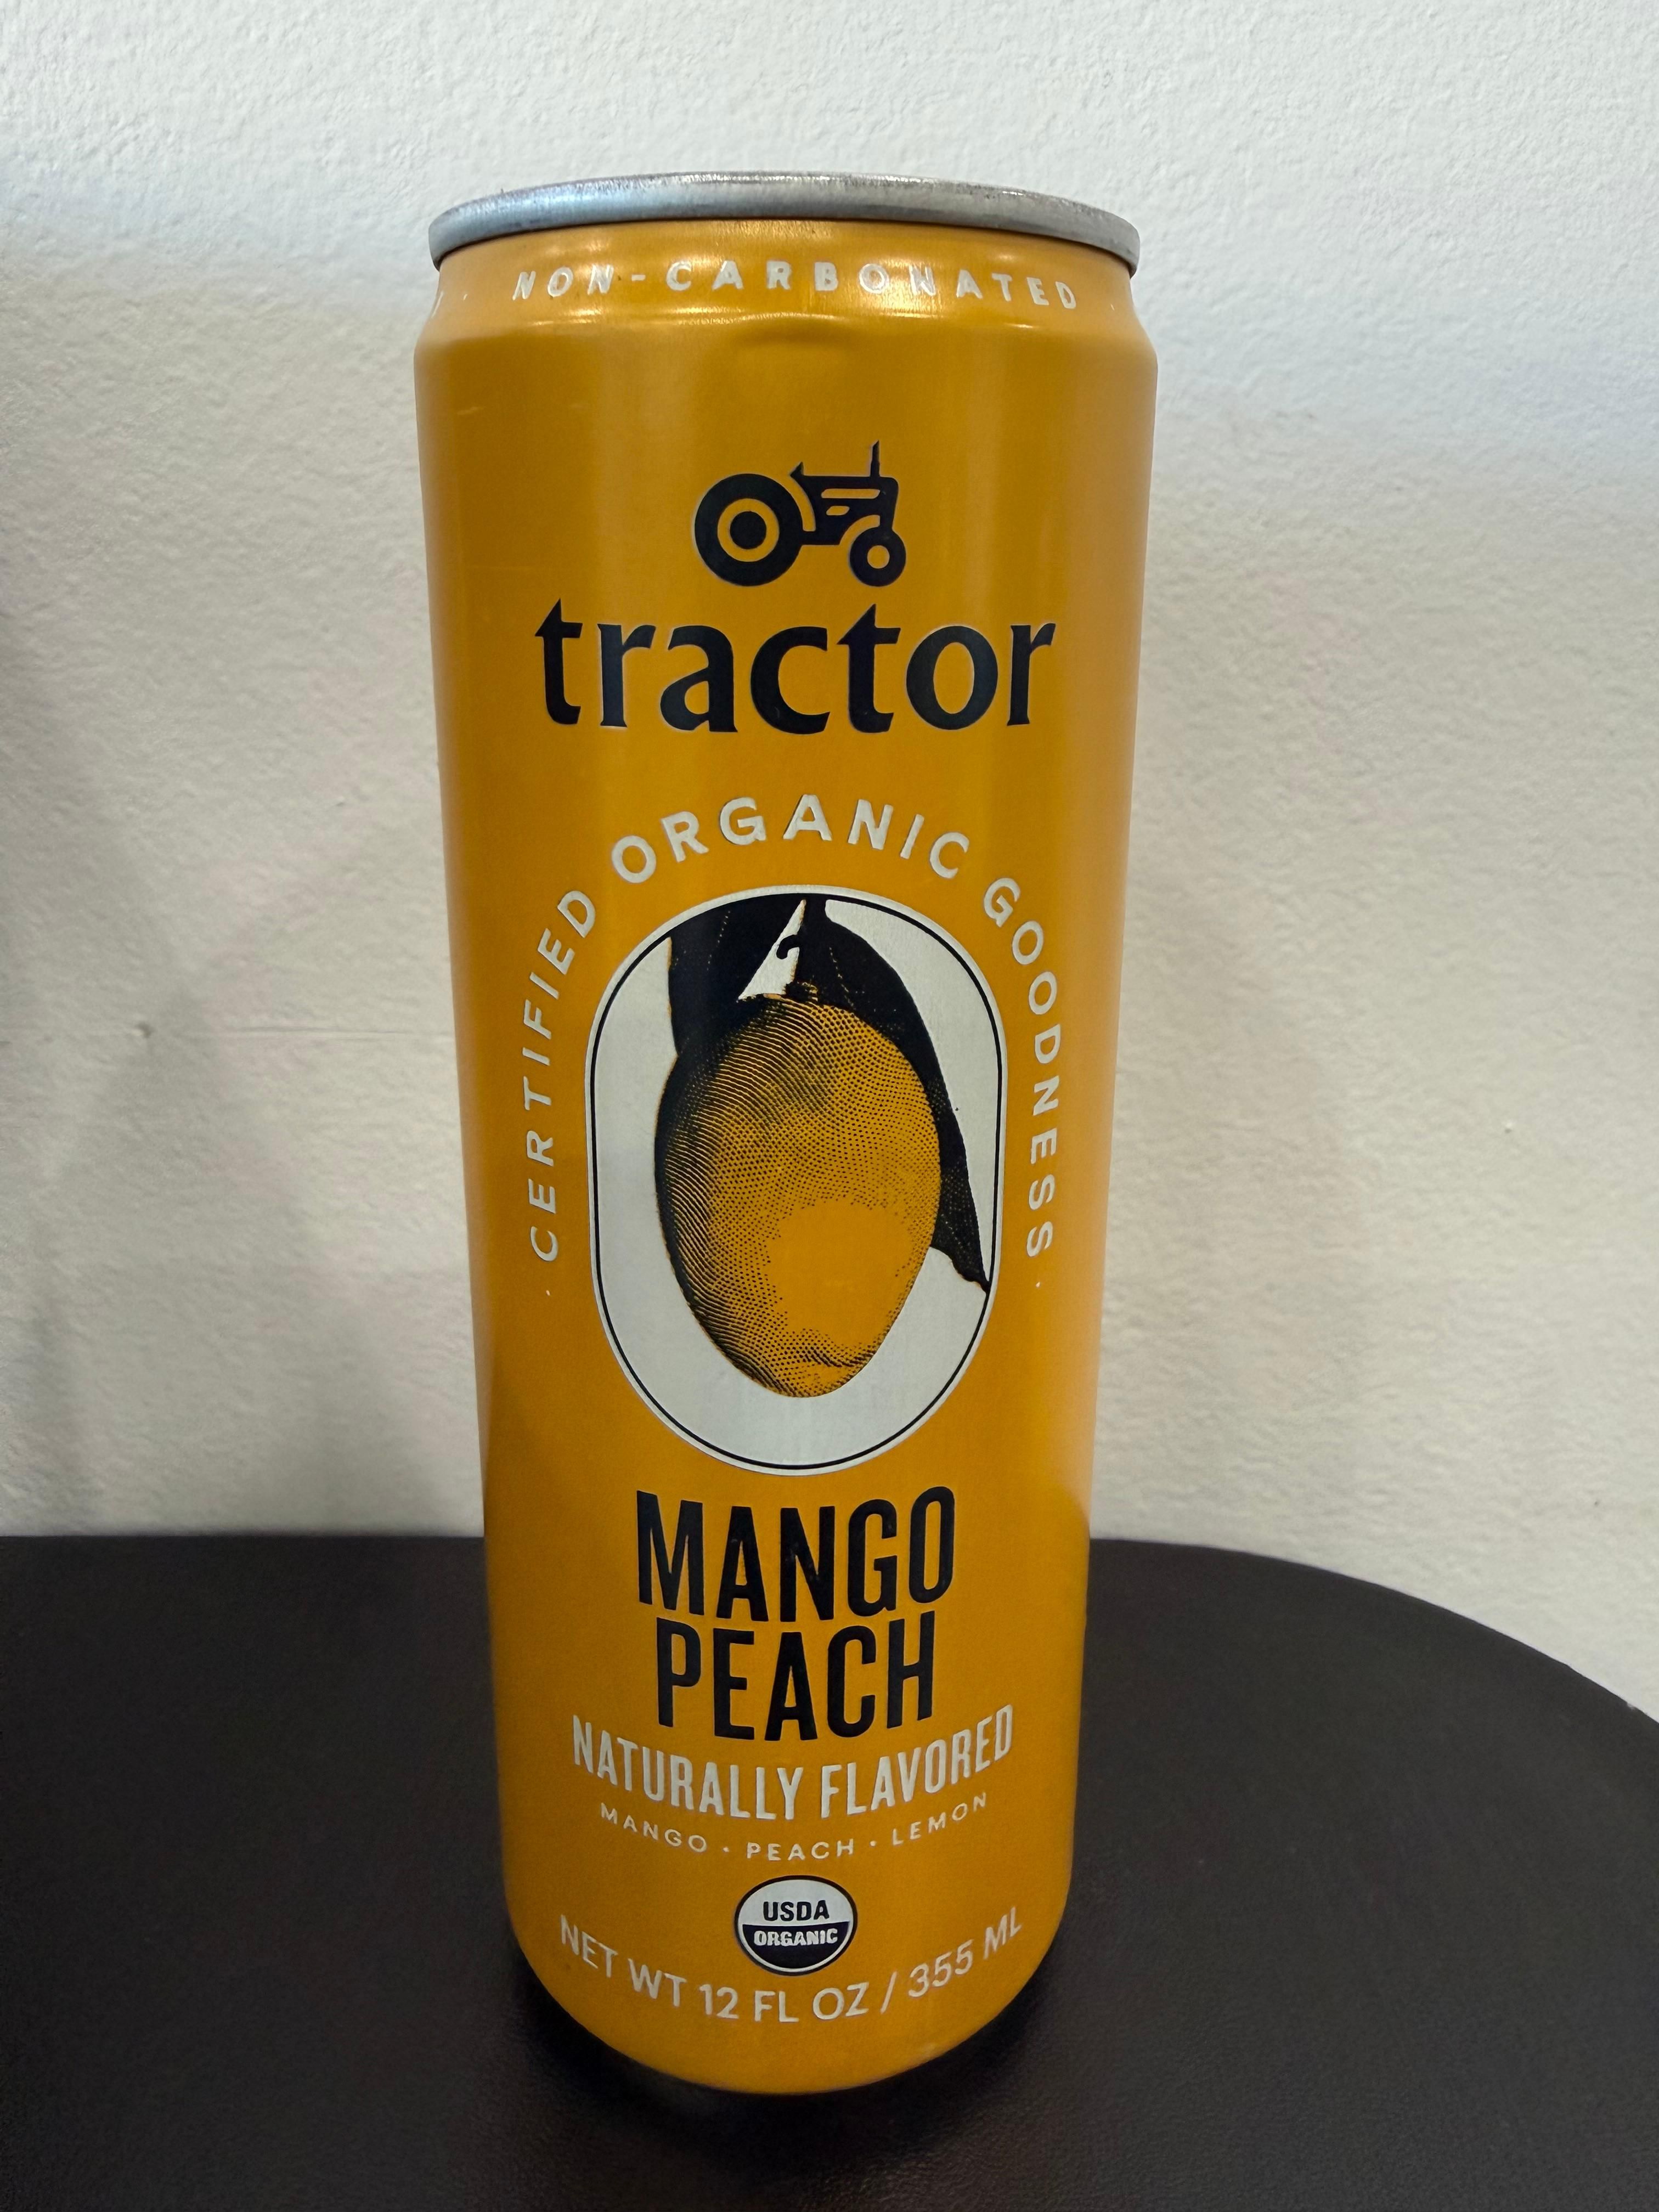 NON-CARBONATED
tractor
· CERTIFIED ORGANIC GOODNESS ·
MANGO
PEACH
NATURALLY FLAVORED
MANGO · PEACH · LEMON
USDA
ORGANIC
NET WT 12 FL OZ / 355 ML